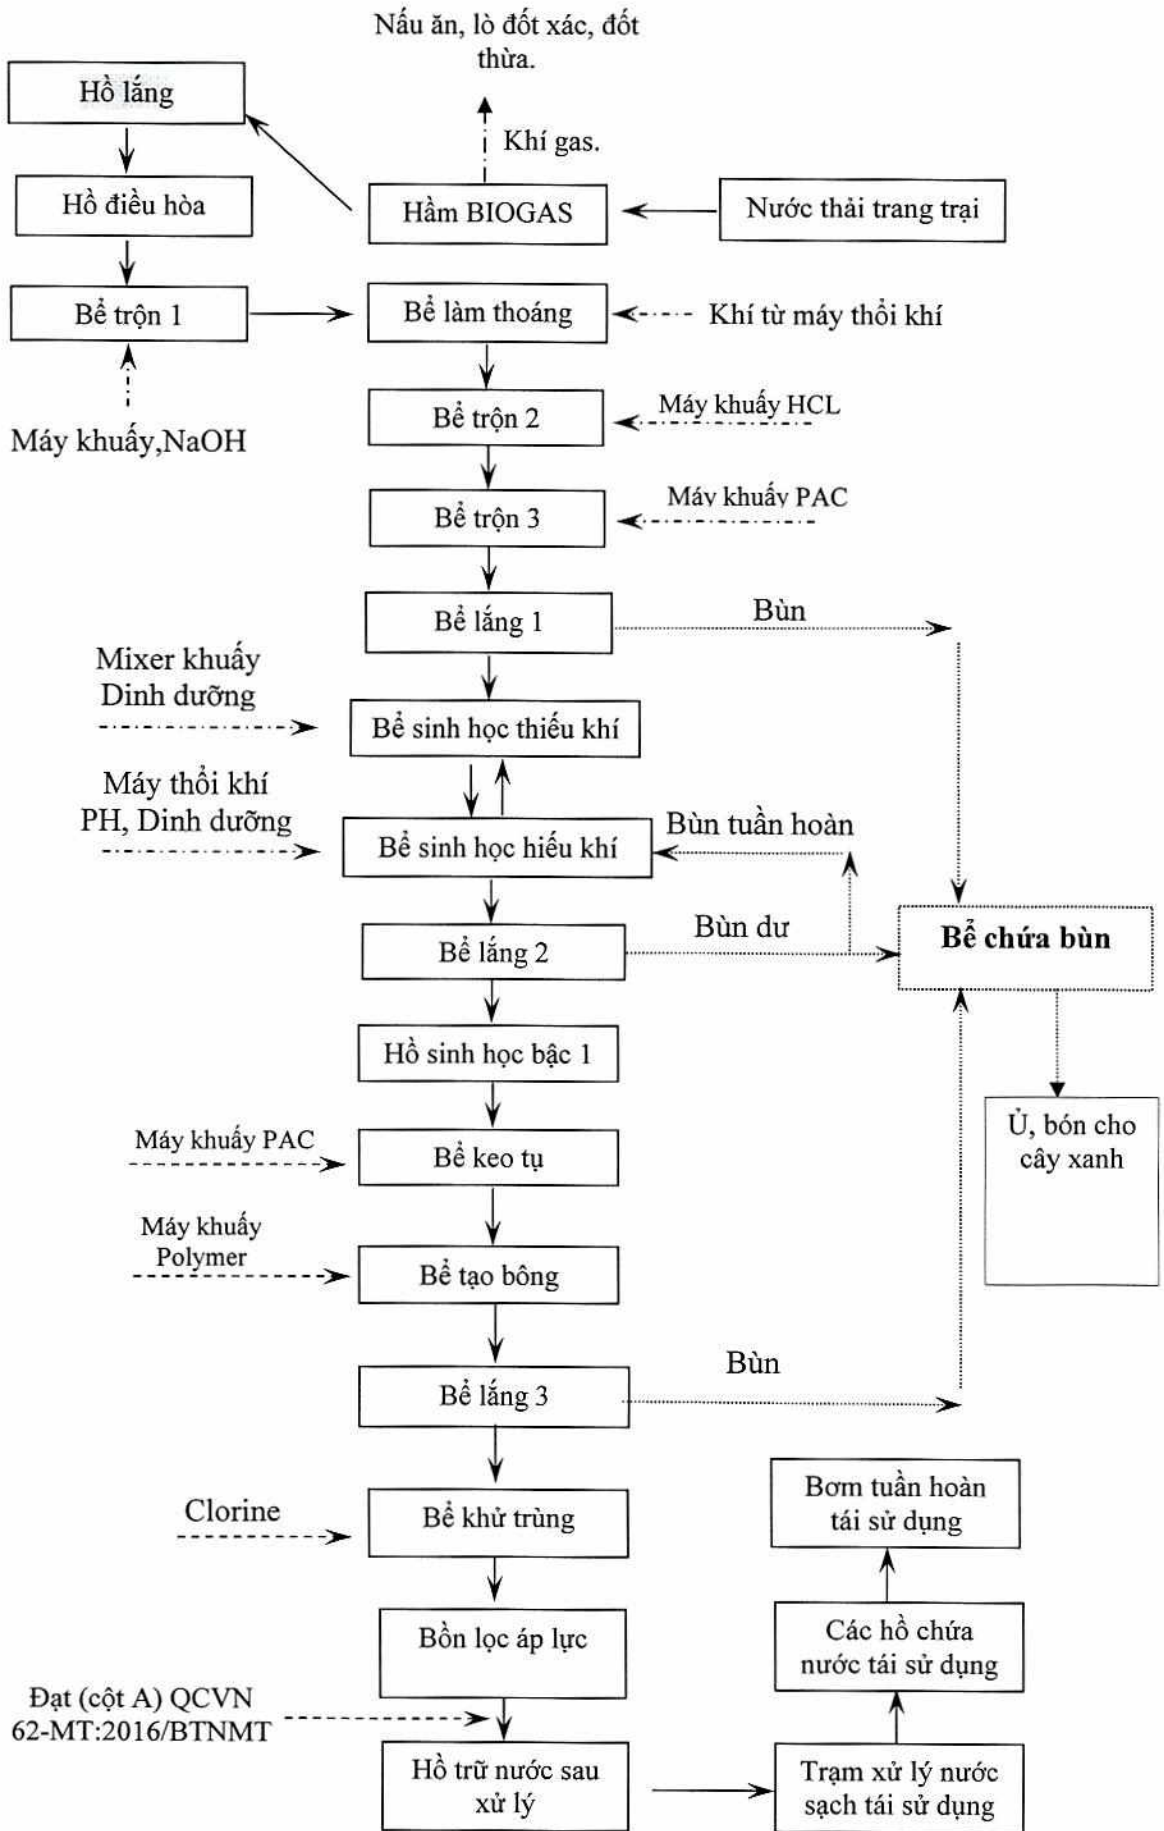 Nấu ăn, lò đốt xác, đốt
thừa.
Hồ lắng
Khí gas.
Hồ điều hòa
Hầm BIOGAS
Nước thải trang trại
Bể trộn 1
Bể làm thoáng
Khí từ máy thổi khí
Bể trộn 2
Máy khuấy HCL
Máy khuấy,NaOH
Bể trộn 3
Máy khuấy PAC
Bể lắng 1
Bùn
Mixer khuấy
Dinh dưỡng
Bể sinh học thiếu khí
Máy thổi khí
PH, Dinh dưỡng
Bể sinh học hiếu khí
Bùn tuần hoàn
Bể lắng 2
Bùn dư
Bể chứa bùn
Hồ sinh học bậc 1
Ủ, bón cho
cây xanh
Máy khuấy PAC
Bể keo tụ
Máy khuấy
Polymer
Bể tạo bông
Bể lắng 3
Bùn
Clorine
Bể khử trùng
Bơm tuần hoàn
tái sử dụng
Bồn lọc áp lực
Các hồ chứa
nước tái sử dụng
Đạt (cột A) QCVN
62-MT:2016/BTNMT
Hồ trữ nước sau
xử lý
Trạm xử lý nước
sạch tái sử dụng